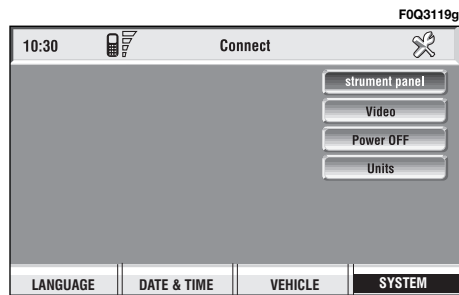 F0Q3119g
10:30 Connect
strument panel
Video
Power OFF
Units
LANGUAGE DATE & TIME VEHICLE SYSTEM